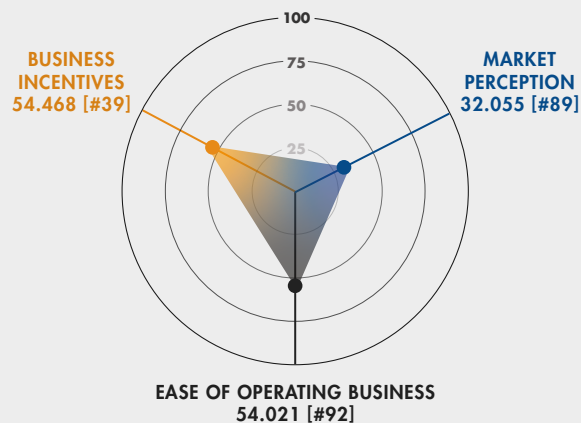 100
75
50
25
BUSINESS
INCENTIVES
54.468 [#39]
MARKET
PERCEPTION
32.055 [#89]
EASE OF OPERATING BUSINESS
54.021 [#92]